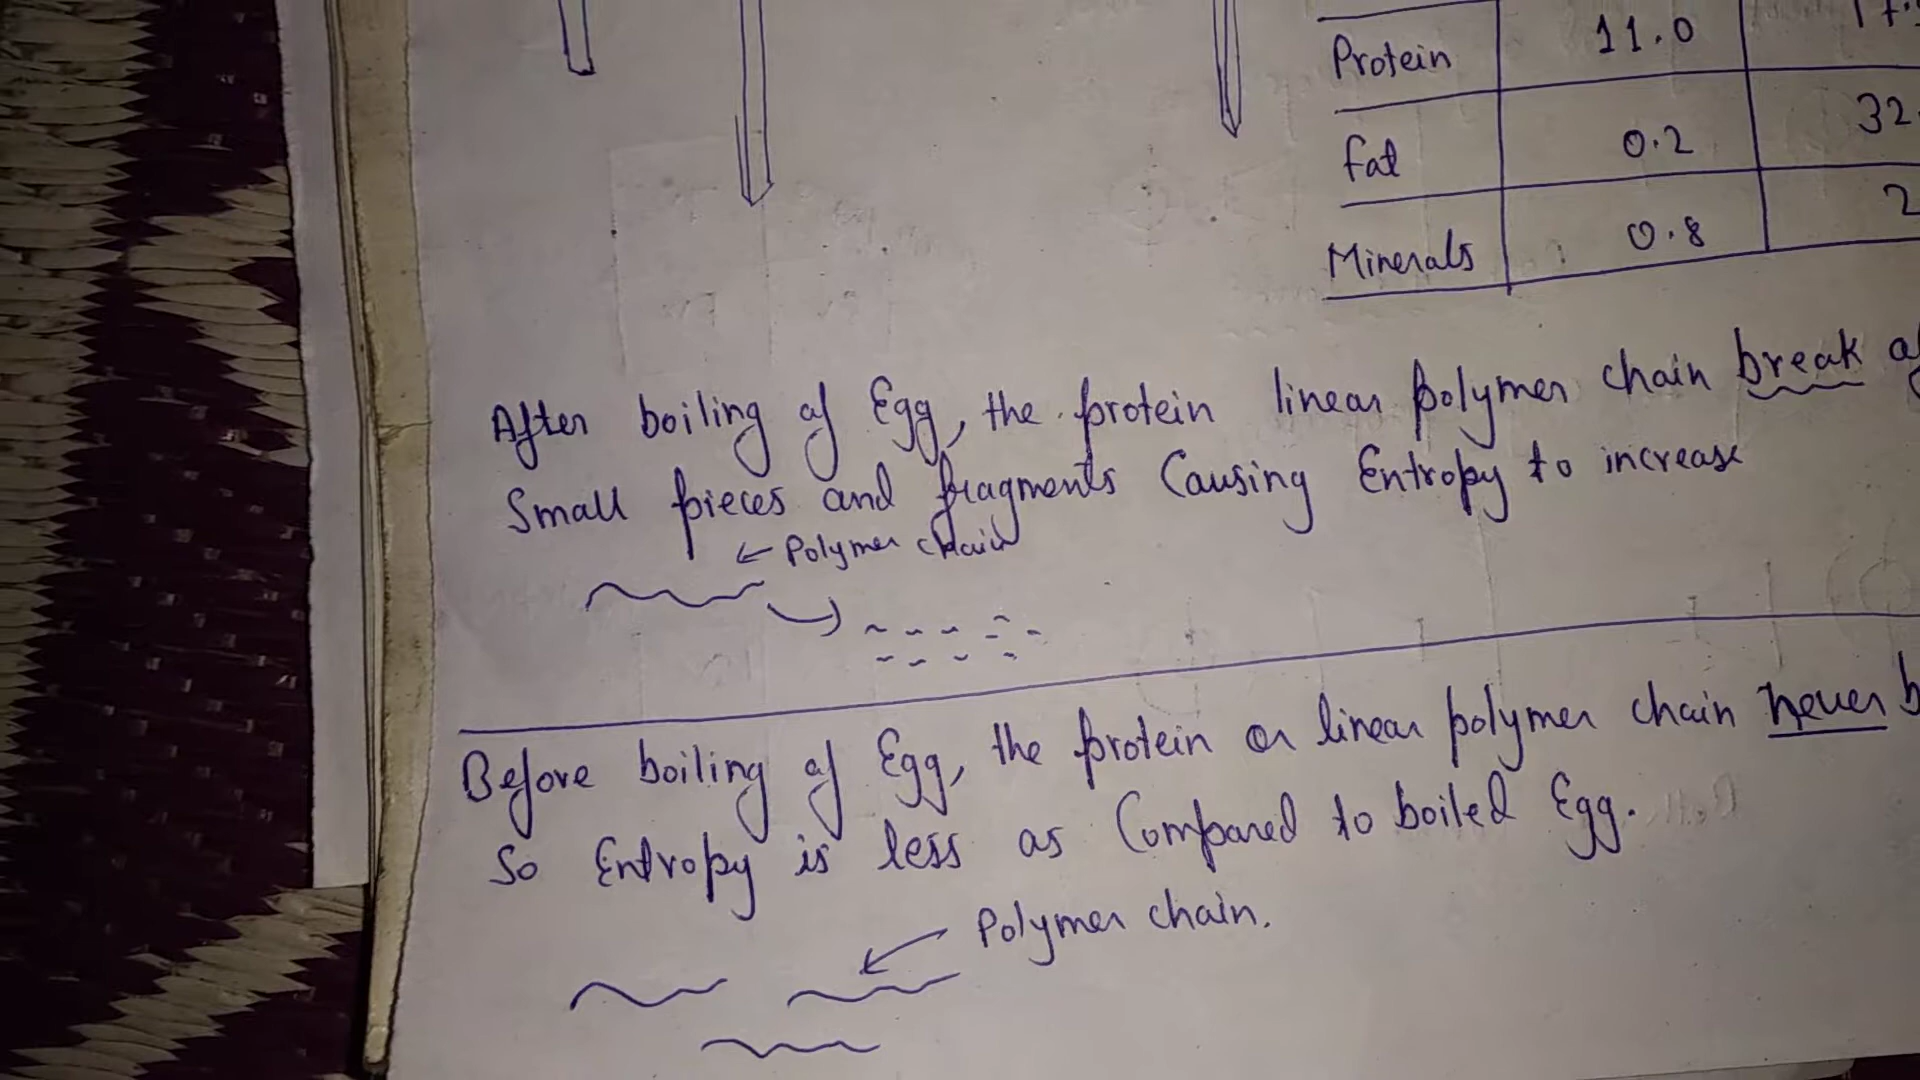 Protein 11.0 17.
Fat 0.2 32.
Minerals 0.8 2
After boiling of Egg, the protein linear polymer chain break
Small pieces and fragments Causing Entropy to increase
← Polymer chain
Before boiling of Egg, the protein or linear polymer chain never b
So Entropy is less as Compared to boiled Egg.
Polymer chain.